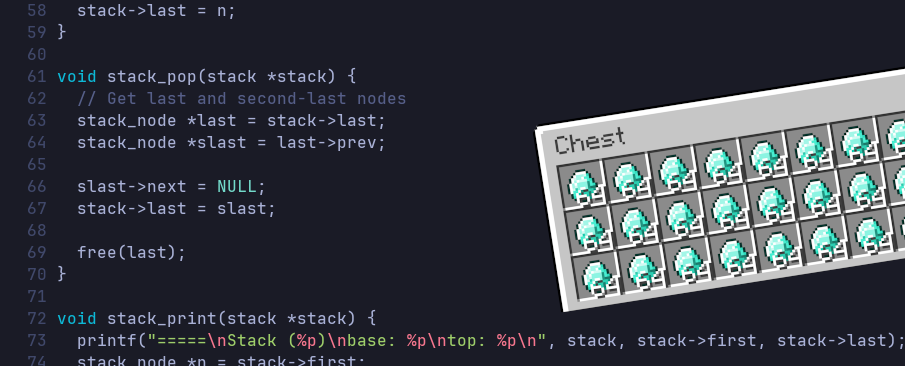 58 stack->last = n;
59 }
60
61 void stack_pop(stack *stack) {
62 // Get last and second-last nodes
63 stack_node *last = stack->last;
64 stack_node *slast = last->prev;
65
66 slast->next = NULL;
67 stack->last = slast;
68
69 free(last);
70 }
71
72 void stack_print(stack *stack) {
73 printf("=====\nStack (%p)\nbase: %p\ntop: %p\n", stack, stack->first, stack->last);
74 stack_node *n = stack->first;
Chest